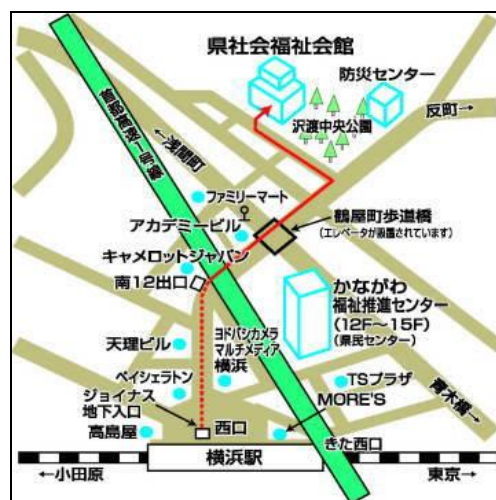 県社会福祉会館
防災センター
反町→
沢渡中央公園
首都高速一号線
←浅間町
ファミリーマート
アカデミービル
鶴屋町歩道橋
(エレベータが設置されています)
キャメロットジャパン
南12出口
かながわ
福祉推進センター
(12F〜15F)
(県民センター)
ヨドバシカメラ
マルチメディア
横浜
天理ビル
ベイシェラトン
TSプラザ
青木橋→
ジョイナス
地下入口
MORE'S
高島屋
西口
きた西口
横浜駅
←小田原
東京→